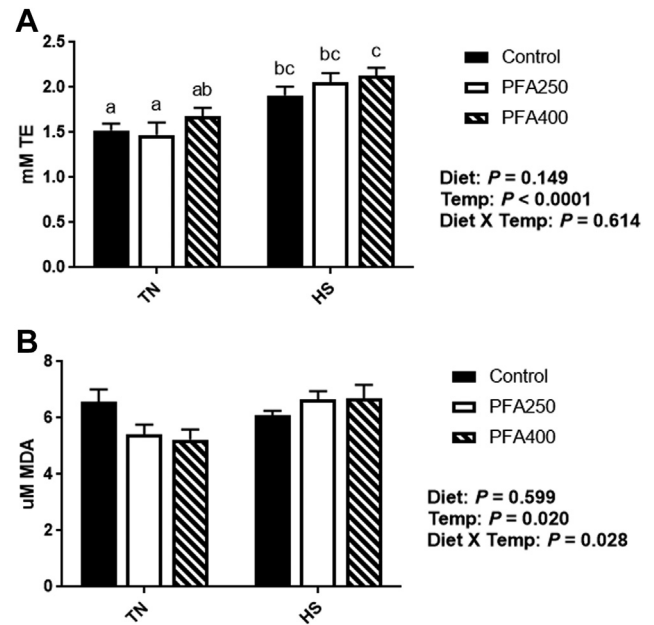 A
mM TE
2.5
2.0
1.5
1.0
0.5
0.0
a
a
ab
bc
bc
c
TN
HS
Control
PFA250
PFA400
Diet: P = 0.149
Temp: P < 0.0001
Diet X Temp: P = 0.614
B
uM MDA
8
6
4
2
0
TN
HS
Control
PFA250
PFA400
Diet: P = 0.599
Temp: P = 0.020
Diet X Temp: P = 0.028